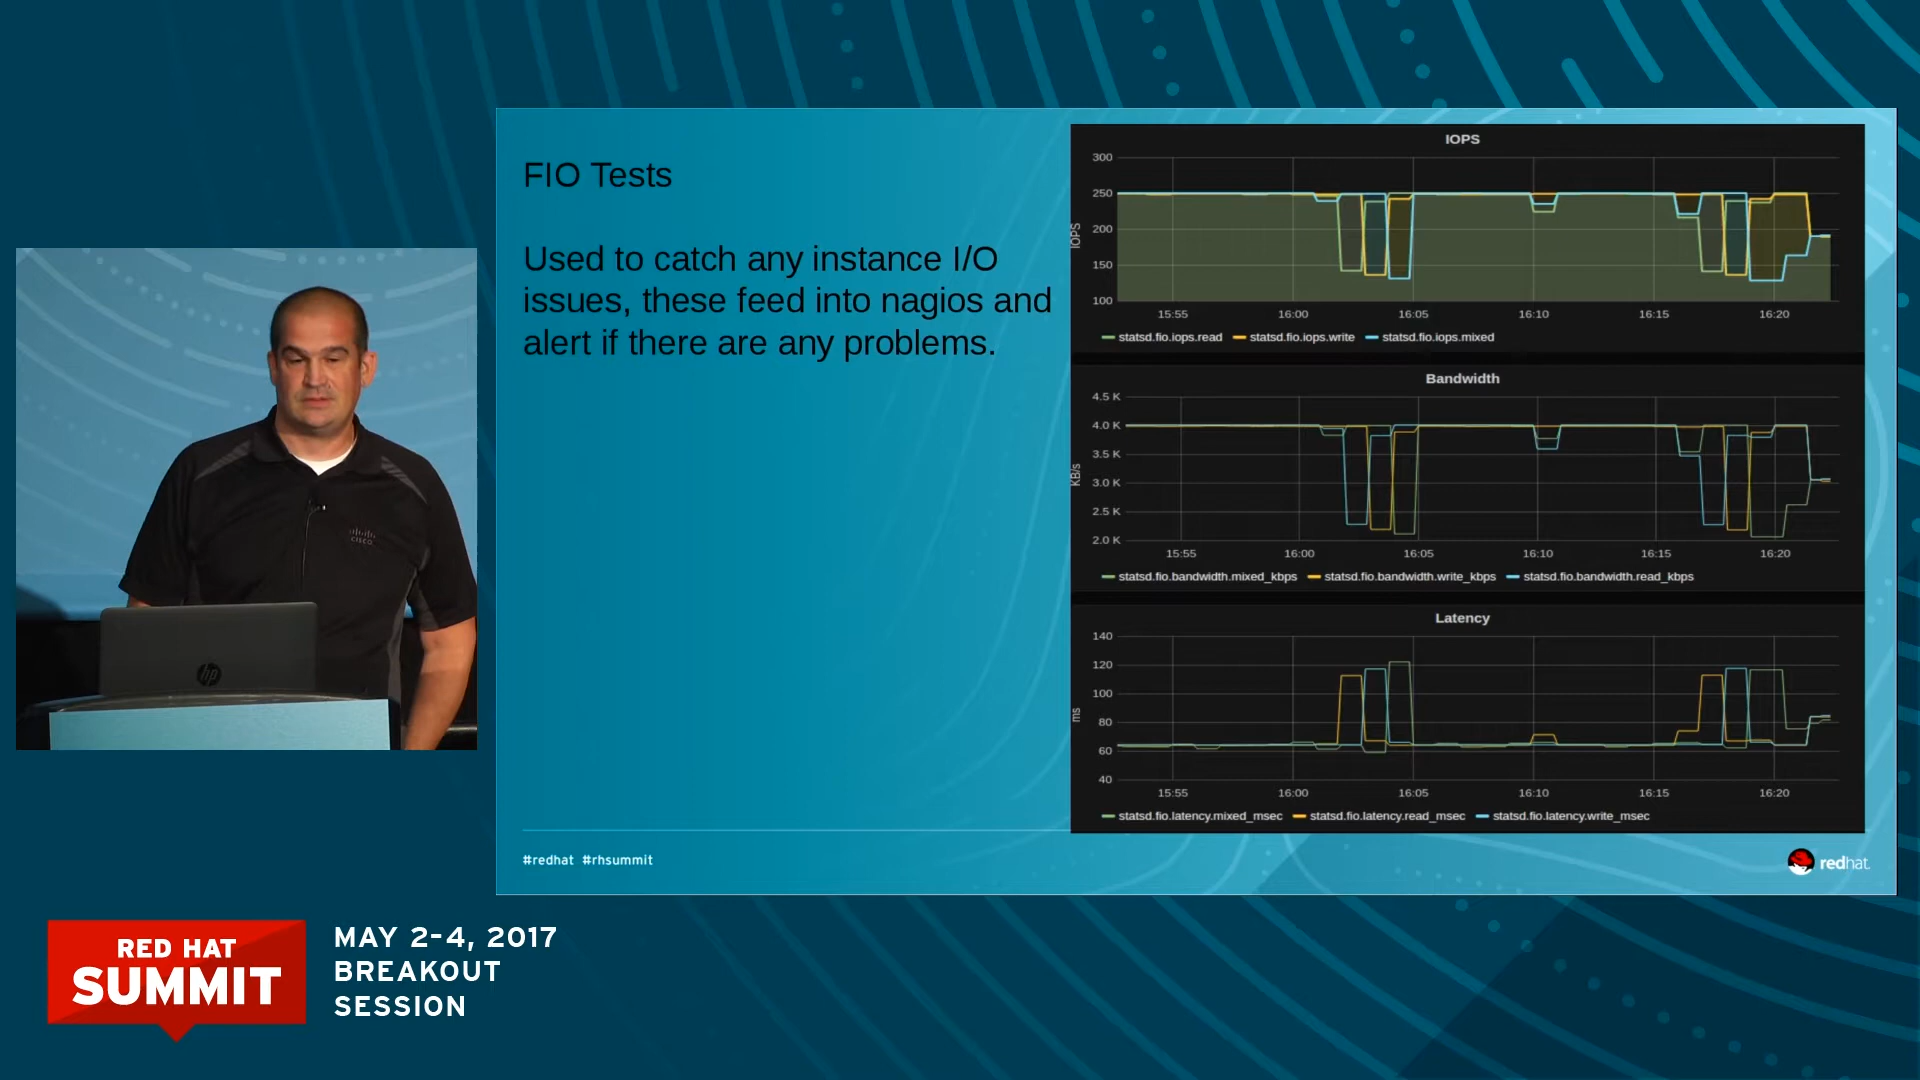 FIO Tests
Used to catch any instance I/O
issues, these feed into nagios and
alert if there are any problems.
IOPS
300
250
200
150
100
IOPS
15:55 16:00 16:05 16:10 16:15 16:20
statsd.fio.iops.read statsd.fio.iops.write statsd.fio.iops.mixed
Bandwidth
4.5 K
4.0 K
3.5 K
3.0 K
2.5 K
2.0 K
KB/s
15:55 16:00 16:05 16:10 16:15 16:20
statsd.fio.bandwidth.mixed_kbps statsd.fio.bandwidth.write_kbps statsd.fio.bandwidth.read_kbps
Latency
140
120
100
80
60
40
ms
15:55 16:00 16:05 16:10 16:15 16:20
statsd.fio.latency.mixed_msec statsd.fio.latency.read_msec statsd.fio.latency.write_msec
#redhat #rhsummit
redhat.
CISCO
hp
RED HAT
SUMMIT
MAY 2-4, 2017
BREAKOUT
SESSION